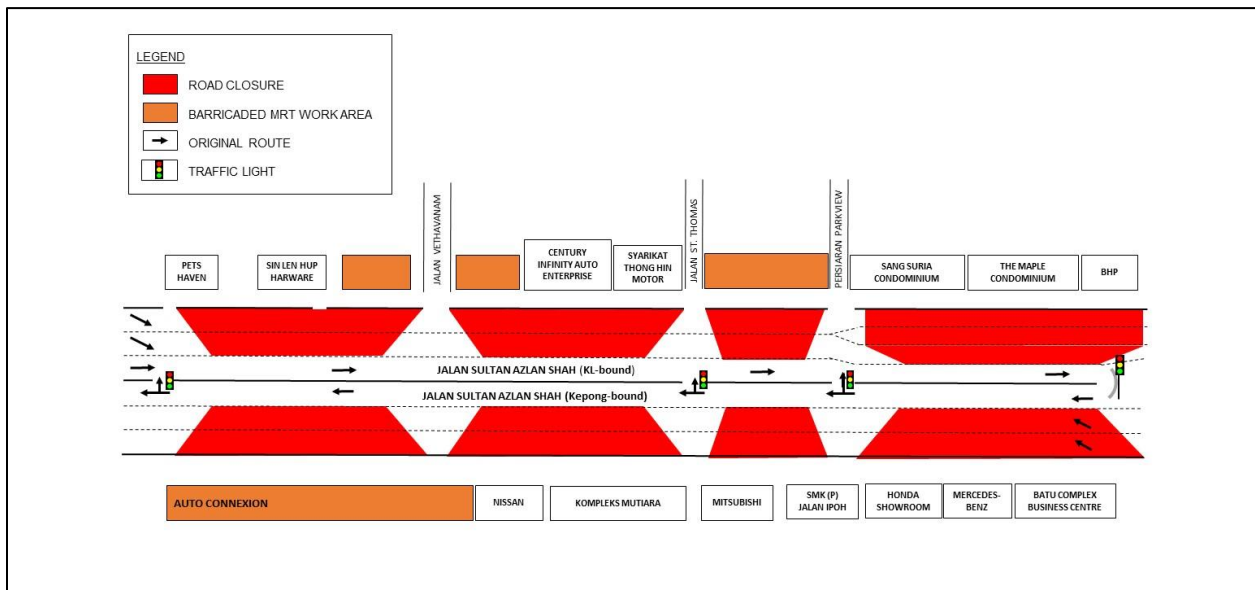 LEGEND
ROAD CLOSURE
BARRICADED MRT WORK AREA
ORIGINAL ROUTE
TRAFFIC LIGHT
JALAN VETHAVANAM
JALAN ST. THOMAS
PERSIARAN PARKVIEW
PETS
HAVEN
SIN LEN HUP
HARWARE
CENTURY
INFINITY AUTO
ENTERPRISE
SYARIKAT
THONG HIN
MOTOR
SANG SURIA
CONDOMINIUM
THE MAPLE
CONDOMINIUM
BHP
JALAN SULTAN AZLAN SHAH (KL-bound)
JALAN SULTAN AZLAN SHAH (Kepong-bound)
AUTO CONNEXION
NISSAN
KOMPLEKS MUTIARA
MITSUBISHI
SMK (P)
JALAN IPOH
HONDA
SHOWROOM
MERCEDES-
BENZ
BATU COMPLEX
BUSINESS CENTRE